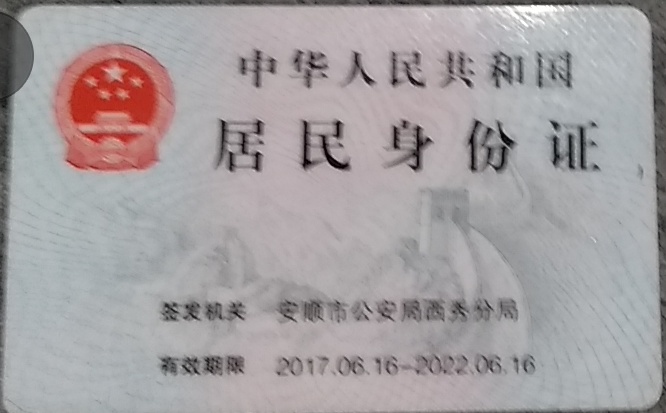 中华人民共和国
居民身份证
签发机关 安顺市公安局西秀分局
有效期限 2017.06.16-2022.06.16